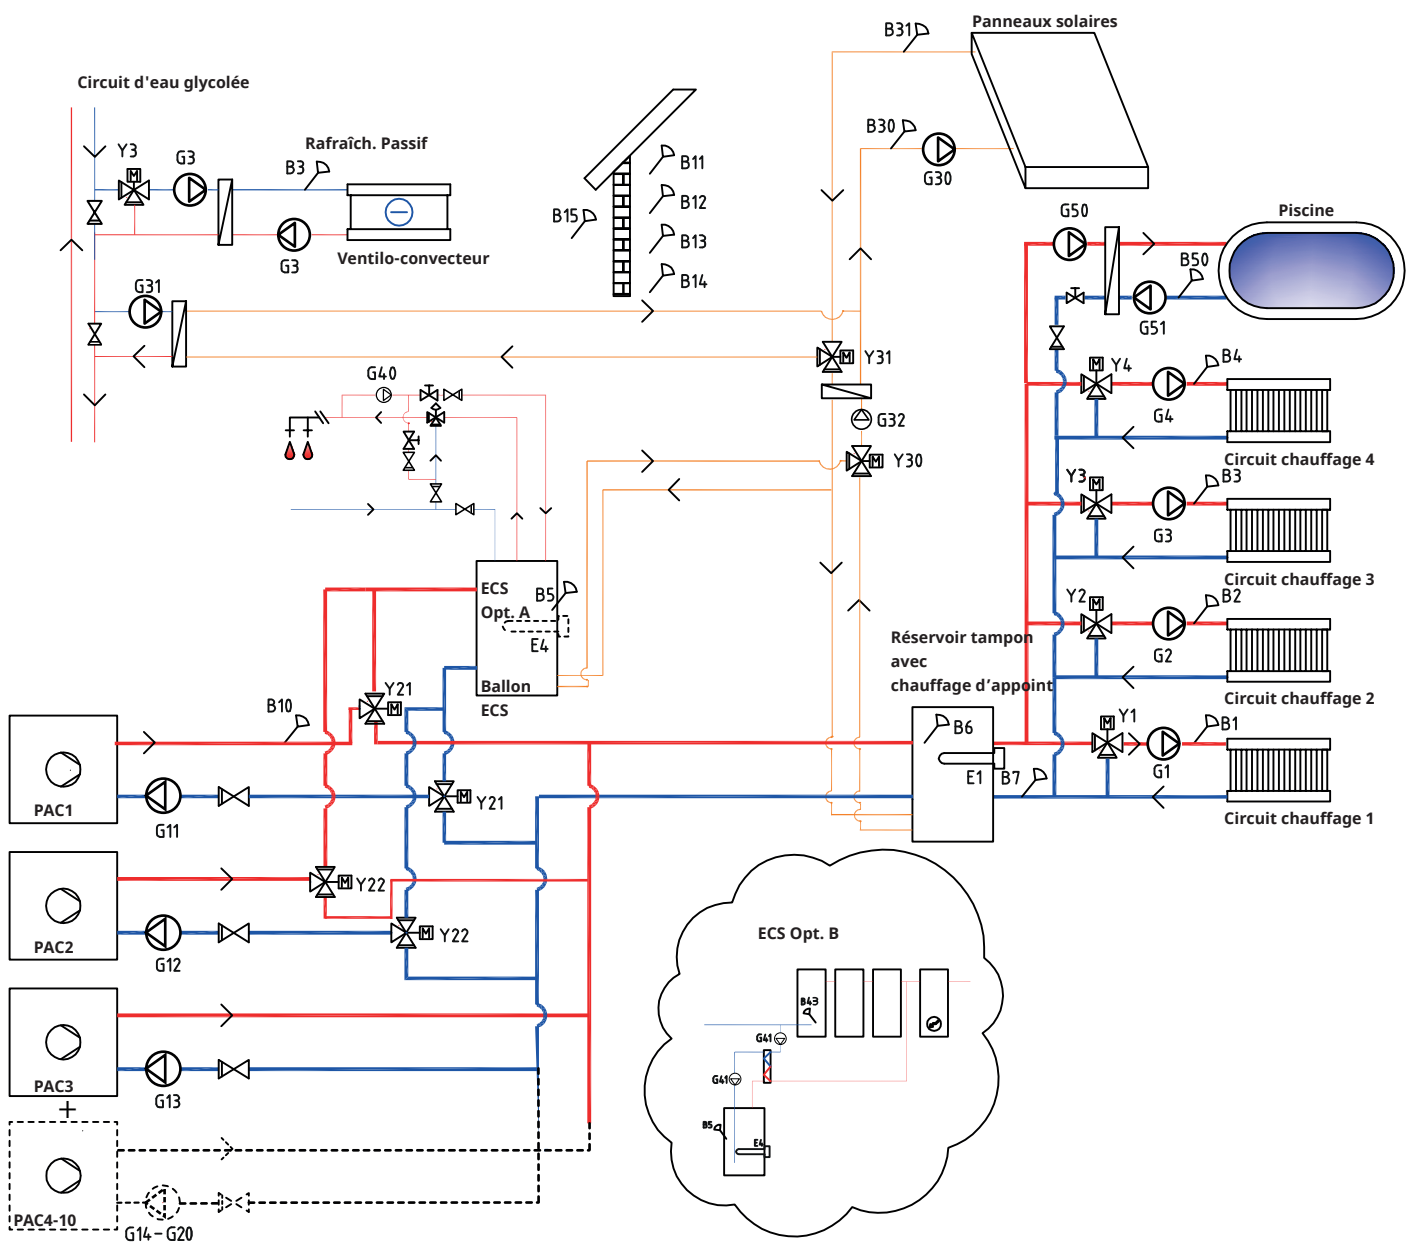 Panneaux solaires
B31
Circuit d'eau glycolée
B30
G30
Y3
G3
Rafraîch. Passif
B3
G3
Ventilo-convecteur
B11
B12
B15
B13
B14
G50
Piscine
B50
G51
G31
Y31
G40
G32
Y30
Y4
B4
G4
Circuit chauffage 4
Y3
B3
G3
Circuit chauffage 3
Y2
B2
G2
Circuit chauffage 2
ECS
B5
Opt. A
E4
Ballon
ECS
Réservoir tampon
avec
chauffage d'appoint
B10
Y21
B6
E1
B7
Y1
B1
G1
Circuit chauffage 1
PAC1
G11
Y21
PAC2
G12
Y22
Y22
PAC3
G13
+
PAC4-10
G14-G20
ECS Opt. B
B43
G41
G41
B5
E4
M
M
M
M
M
M
M
M
M
M
M